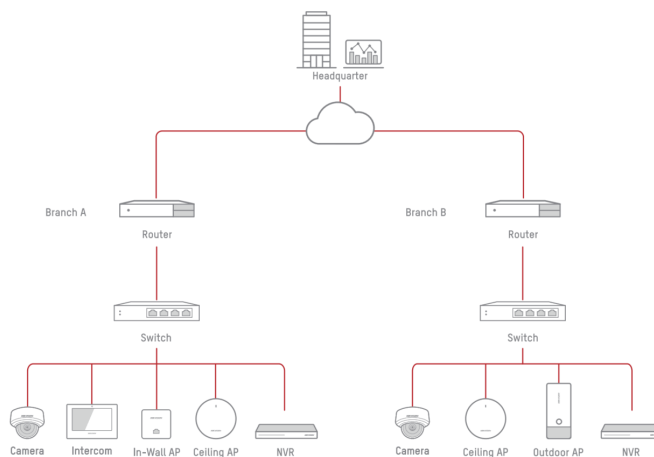 Headquarter
Branch A
Branch B
Router
Router
Switch
Switch
Camera
Intercom
In-Wall AP
Ceiling AP
NVR
Camera
Ceiling AP
Outdoor AP
NVR